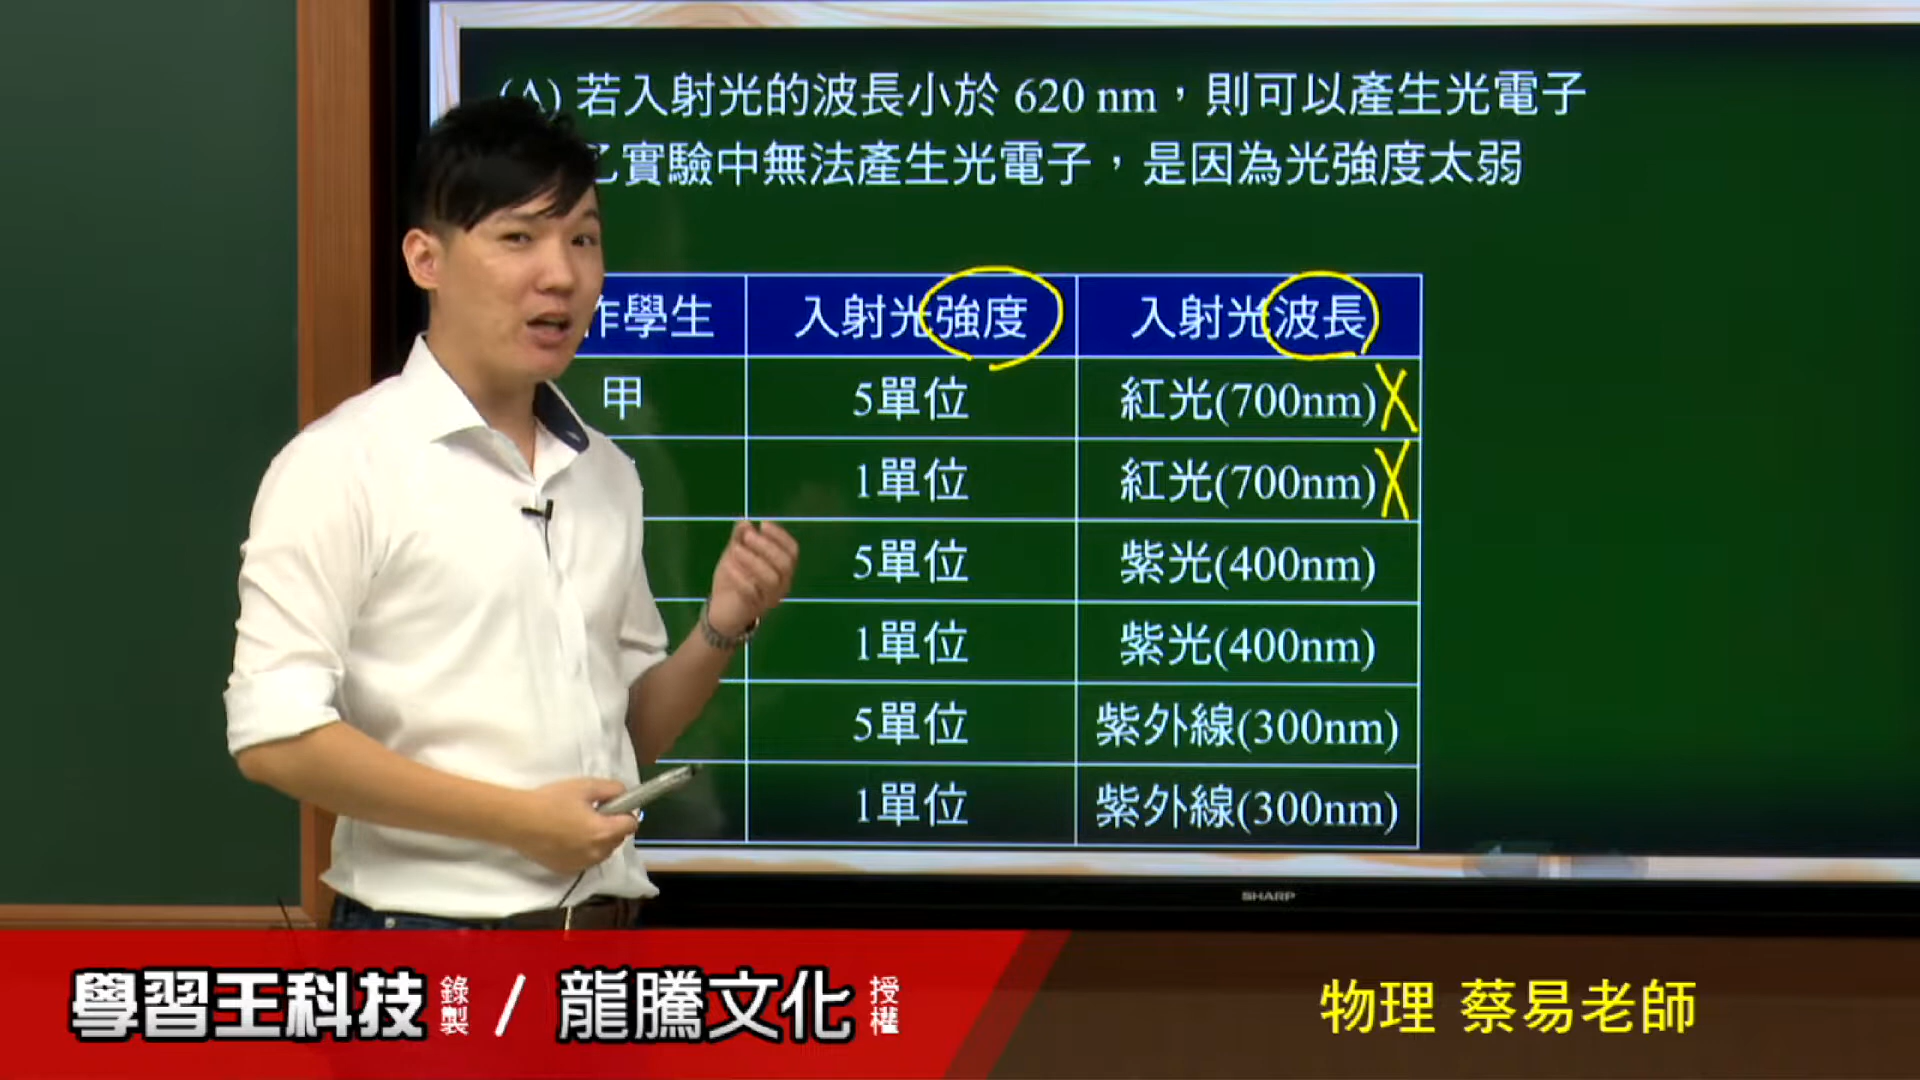 (A) 若入射光的波長小於 620 nm，則可以產生光電子
乙實驗中無法產生光電子，是因為光強度太弱
作學生 入射光強度 入射光波長
甲 5單位 紅光(700nm) X
1單位 紅光(700nm) X
5單位 紫光(400nm)
1單位 紫光(400nm)
5單位 紫外線(300nm)
1單位 紫外線(300nm)
SHARP
學習王科技 錄製 / 龍騰文化 授權
物理 蔡易老師